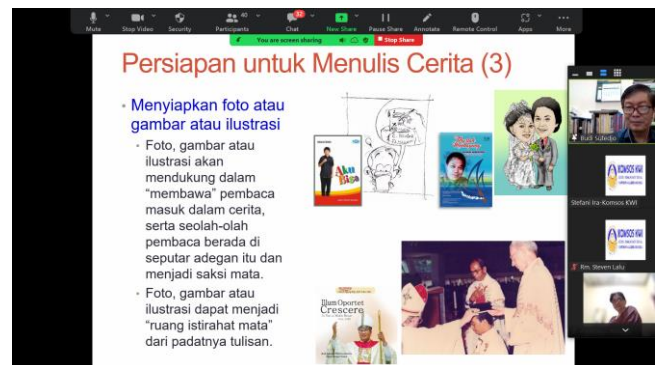 40
32
Mute
Stop Video
Security
Participants
Chat
New Share
Pause Share
Annotate
Remote Control
Apps
More
You are screen sharing
Stop Share
Persiapan untuk Menulis Cerita (3)
• Menyiapkan foto atau
gambar atau ilustrasi
• Foto, gambar atau
ilustrasi akan
mendukung dalam
“membawa” pembaca
masuk dalam cerita,
serta seolah-olah
pembaca berada di
seputar adegan itu dan
menjadi saksi mata.
• Foto, gambar atau
ilustrasi dapat menjadi
“ruang istirahat mata”
dari padatnya tulisan.
Aku
Bisa
Illum Oportet
Crescere
Budi Sutedjo
KOMSOS KWI
Stefani Ira-Komsos KWI
KOMSOS KWI
Rm. Steven Lalu